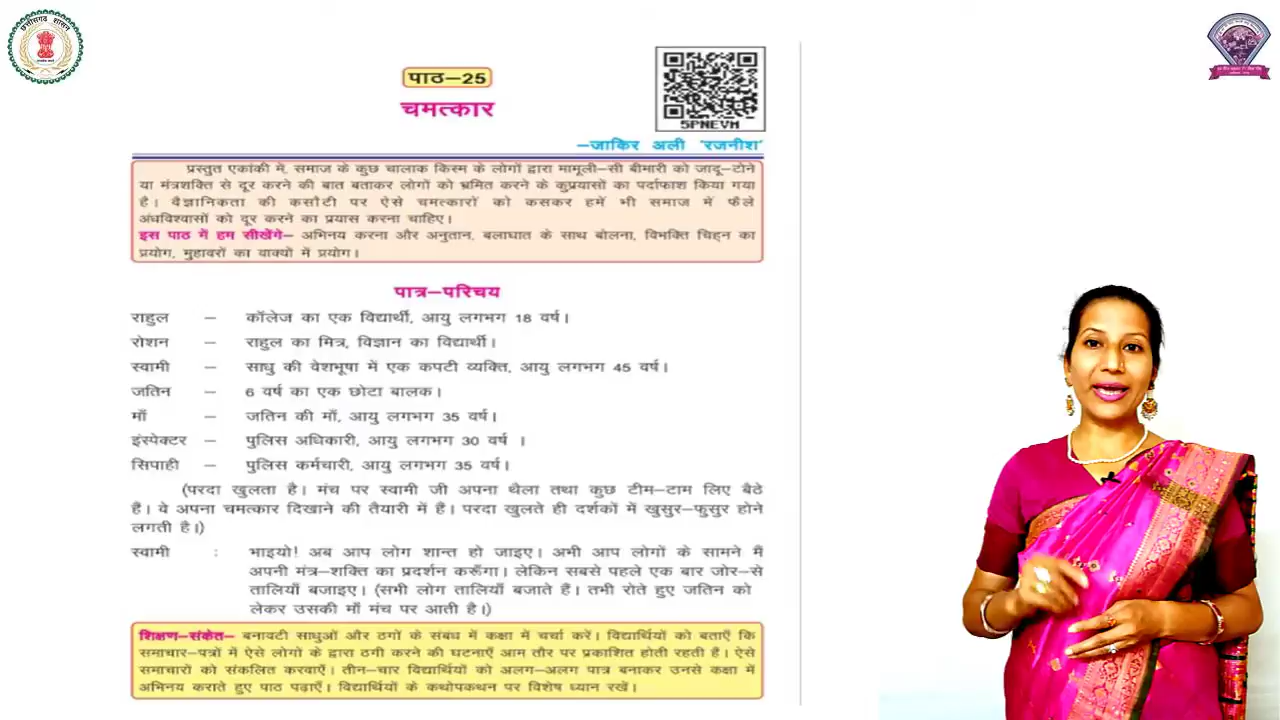 छत्तीसगढ़ शासन
पाठ–25
चमत्कार
5PNEVM
–जाकिर अली 'रजनीश'
प्रस्तुत एकांकी में, समाज के कुछ चालाक किस्म के लोगों द्वारा मामूली–सी बीमारी को जादू–टोने
या मंत्रशक्ति से दूर करने की बात बताकर लोगों को भ्रमित करने के कुप्रयासों का पर्दाफाश किया गया
है। वैज्ञानिकता की कसौटी पर ऐसे चमत्कारों को कसकर हमें भी समाज में फैले
अंधविश्वासों को दूर करने का प्रयास करना चाहिए।
इस पाठ में हम सीखेंगे– अभिनय करना और अनुतान, बलाघात के साथ बोलना, विभक्ति चिह्न का
प्रयोग, मुहावरों का वाक्यों में प्रयोग।
पात्र–परिचय
राहुल – कॉलेज का एक विद्यार्थी, आयु लगभग 18 वर्ष।
रोशन – राहुल का मित्र, विज्ञान का विद्यार्थी।
स्वामी – साधु की वेशभूषा में एक कपटी व्यक्ति, आयु लगभग 45 वर्ष।
जतिन – 6 वर्ष का एक छोटा बालक।
माँ – जतिन की माँ, आयु लगभग 35 वर्ष।
इंस्पेक्टर – पुलिस अधिकारी, आयु लगभग 30 वर्ष ।
सिपाही – पुलिस कर्मचारी, आयु लगभग 35 वर्ष।
(परदा खुलता है। मंच पर स्वामी जी अपना थैला तथा कुछ टीम–टाम लिए बैठे
हैं। वे अपना चमत्कार दिखाने की तैयारी में हैं। परदा खुलते ही दर्शकों में खुसुर–फुसुर होने
लगती है।)
स्वामी : भाइयो! अब आप लोग शान्त हो जाइए। अभी आप लोगों के सामने मैं
अपनी मंत्र–शक्ति का प्रदर्शन करूँगा। लेकिन सबसे पहले एक बार जोर–से
तालियाँ बजाइए। (सभी लोग तालियाँ बजाते हैं। तभी रोते हुए जतिन को
लेकर उसकी माँ मंच पर आती है।)
शिक्षण–संकेत– बनावटी साधुओं और ठगों के संबंध में कक्षा में चर्चा करें। विद्यार्थियों को बताएँ कि
समाचार–पत्रों में ऐसे लोगों के द्वारा ठगी करने की घटनाएँ आम तौर पर प्रकाशित होती रहती है। ऐसे
समाचारों को संकलित करवाएँ। तीन–चार विद्यार्थियों को अलग–अलग पात्र बनाकर उनसे कक्षा में
अभिनय कराते हुए पाठ पढ़ाएँ। विद्यार्थियों के कथोपकथन पर विशेष ध्यान रखें।